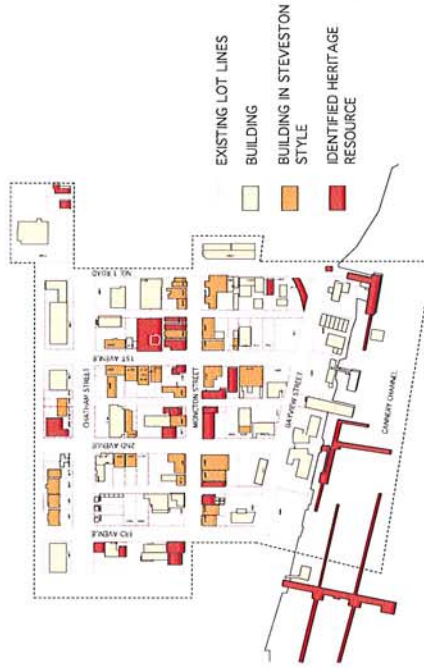 EXISTING LOT LINES
BUILDING
BUILDING IN STEVESTON
STYLE
IDENTIFIED HERITAGE
RESOURCE
NO. 1 ROAD
1ST AVENUE
2ND AVENUE
3RD AVENUE
CHATHAM STREET
MONCTON STREET
BAYVIEW STREET
CANNERY CHANNEL